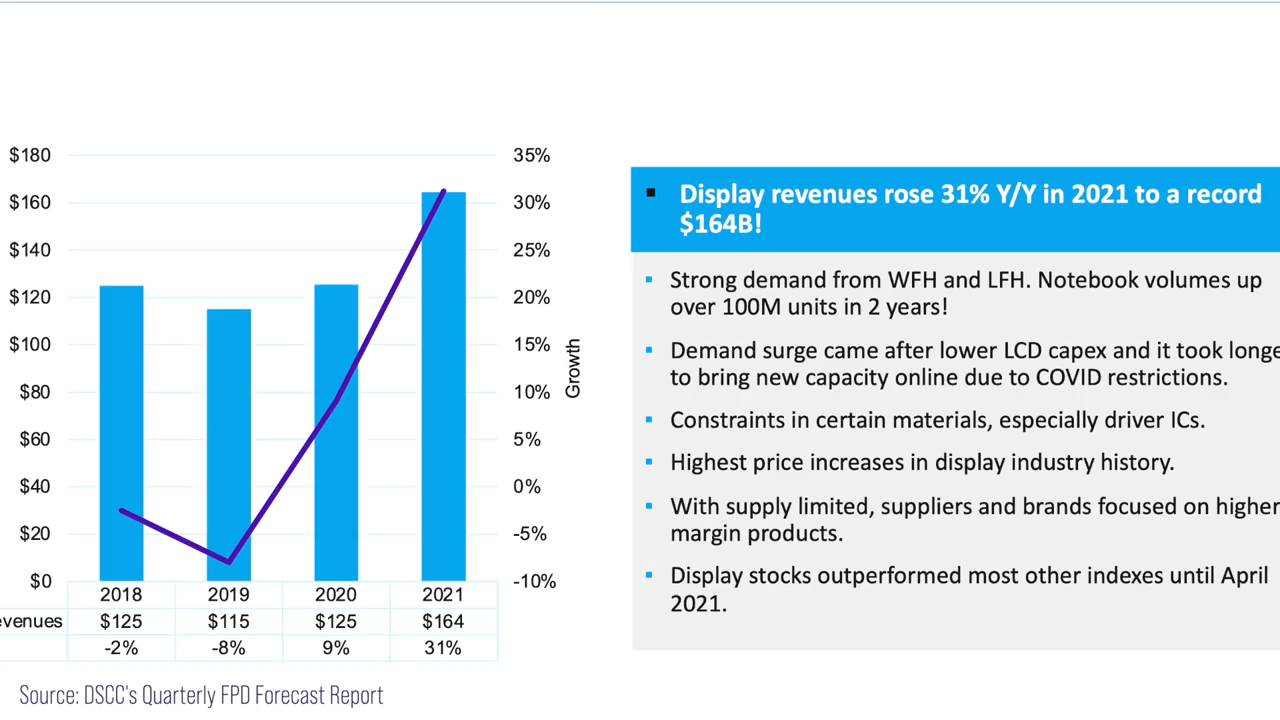 $180
$160
$140
$120
$100
$80
$60
$40
$20
$0
35%
30%
25%
20%
15%
10%
5%
0%
-5%
-10%
Growth
2018 2019 2020 2021
evenues $125 $115 $125 $164
-2% -8% 9% 31%
Source: DSCC's Quarterly FPD Forecast Report
▪ Display revenues rose 31% Y/Y in 2021 to a record
$164B!
▪ Strong demand from WFH and LFH. Notebook volumes up
over 100M units in 2 years!
▪ Demand surge came after lower LCD capex and it took longe
to bring new capacity online due to COVID restrictions.
▪ Constraints in certain materials, especially driver ICs.
▪ Highest price increases in display industry history.
▪ With supply limited, suppliers and brands focused on higher
margin products.
▪ Display stocks outperformed most other indexes until April
2021.